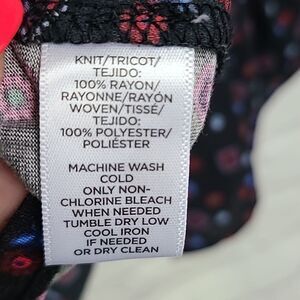 KNIT/TRICOT/
TEJIDO:
100% RAYON/
RAYONNE/RAYÓN
WOVEN/TISSÉ/
TEJIDO:
100% POLYESTER/
POLIÉSTER
MACHINE WASH
COLD
ONLY NON-
CHLORINE BLEACH
WHEN NEEDED
TUMBLE DRY LOW
COOL IRON
IF NEEDED
OR DRY CLEAN